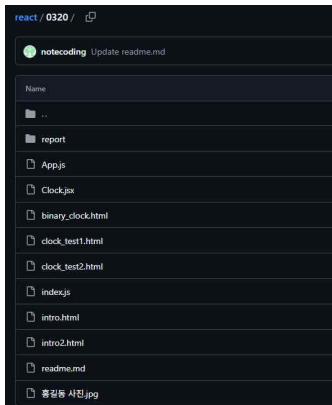 react / 0320 /
notecoding Update readme.md
Name
..
report
App.js
Clock.jsx
binary_clock.html
clock_test1.html
clock_test2.html
index.js
intro.html
intro2.html
readme.md
홍길동 사진.jpg